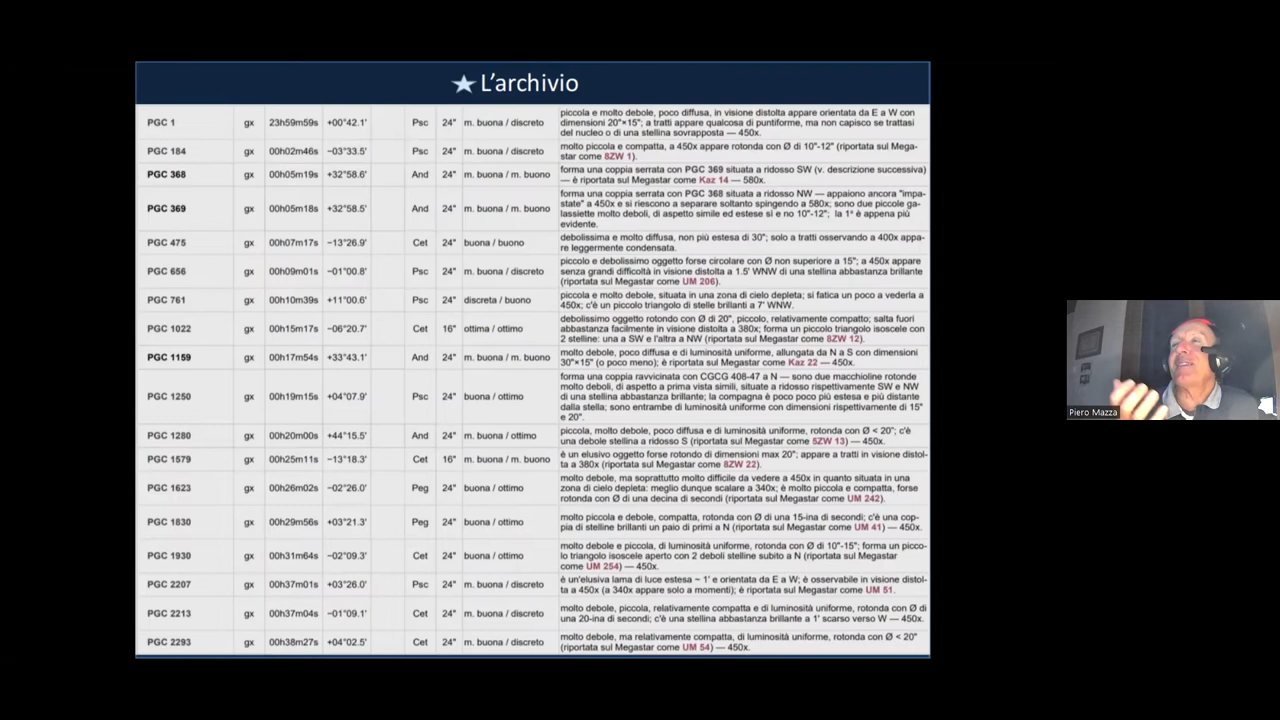 L'archivio
PGC 1 gx 23h59m59s +00°42.1' Psc 24" m. buona / discreto piccola e molto debole, poco diffusa, in visione distolta appare orientata da E a W con
dimensioni 20"×15"; a tratti appare qualcosa di puntiforme, ma non capisco se trattasi
del nucleo o di una stellina sovrapposta — 450x.
PGC 184 gx 00h02m46s −03°33.5' Psc 24" m. buona / discreto molto piccola e compatta, a 450x appare rotonda con Ø di 10"-12" (riportata sul Mega-
star come 8ZW 1).
PGC 368 gx 00h05m19s +32°58.6' And 24" m. buona / m. buono forma una coppia serrata con PGC 369 situata a ridosso SW (v. descrizione successiva)
— è riportata sul Megastar come Kaz 14 — 580x.
PGC 369 gx 00h05m18s +32°58.5' And 24" m. buona / m. buono forma una coppia serrata con PGC 368 situata a ridosso NW — appaiono ancora "impa-
state" a 450x e si riescono a separare soltanto spingendo a 580x; sono due piccole ga-
lassiette molto deboli, di aspetto simile ed estese sì e no 10"-12"; la 1ª è appena più
evidente.
PGC 475 gx 00h07m17s −13°26.9' Cet 24" buona / buono debolissima e molto diffusa, non più estesa di 30"; solo a tratti osservando a 400x appa-
re leggermente condensata.
PGC 656 gx 00h09m01s −01°00.8' Psc 24" m. buona / discreto piccolo e debolissimo oggetto forse circolare con Ø non superiore a 15"; a 450x appare
senza grandi difficoltà in visione distolta a 1.5' WNW di una stellina abbastanza brillante
(riportata sul Megastar come UM 206).
PGC 761 gx 00h10m39s +11°00.6' Psc 24" discreta / buono piccola e molto debole, situata in una zona di cielo depleta; si fatica un poco a vederla a
450x; c'è un piccolo triangolo di stelle brillanti a 7' WNW.
PGC 1022 gx 00h15m17s −06°20.7' Cet 16" ottima / ottimo debolissimo oggetto rotondo con Ø di 20", piccolo, relativamente compatto; salta fuori
abbastanza facilmente in visione distolta a 380x; forma un piccolo triangolo isoscele con
2 stelline: una a SW e l'altra a NW (riportata sul Megastar come 8ZW 12).
PGC 1159 gx 00h17m54s +33°43.1' And 24" m. buona / m. buono molto debole, poco diffusa e di luminosità uniforme, allungata da N a S con dimensioni
30"×15" (o poco meno); è riportata sul Megastar come Kaz 22 — 450x.
PGC 1250 gx 00h19m15s +04°07.9' Psc 24" buona / ottimo forma una coppia ravvicinata con CGCG 408-47 a N — sono due macchioline rotonde
molto deboli, di aspetto a prima vista simili, situate a ridosso rispettivamente SW e NW
di una stellina abbastanza brillante; la compagna è poco poco più estesa e più distante
dalla stella; sono entrambe di luminosità uniforme con dimensioni rispettivamente di 15"
e 20".
PGC 1280 gx 00h20m00s +44°15.5' And 24" m. buona / ottimo piccola, molto debole, poco diffusa e di luminosità uniforme, rotonda con Ø < 20"; c'è
una debole stellina a ridosso S (riportata sul Megastar come 5ZW 13) — 450x.
PGC 1579 gx 00h25m11s −13°18.3' Cet 16" m. buona / m. buono è un elusivo oggetto forse rotondo di dimensioni max 20"; appare a tratti in visione distol-
ta a 380x (riportata sul Megastar come 8ZW 22).
PGC 1623 gx 00h26m02s −02°26.0' Peg 24" buona / ottimo molto debole, ma soprattutto molto difficile da vedere a 450x in quanto situata in una
zona di cielo depleta: meglio dunque scalare a 340x; è molto piccola e compatta, forse
rotonda con Ø di una decina di secondi (riportata sul Megastar come UM 242).
PGC 1830 gx 00h29m56s +03°21.3' Peg 24" buona / ottimo molto piccola e debole, compatta, rotonda con Ø di una 15-ina di secondi; c'è una cop-
pia di stelline brillanti un paio di primi a N (riportata sul Megastar come UM 41) — 450x.
PGC 1930 gx 00h31m64s −02°09.3' Cet 24" buona / ottimo molto debole e piccola, di luminosità uniforme, rotonda con Ø di 10"-15"; forma un picco-
lo triangolo isoscele aperto con 2 deboli stelline subito a N (riportata sul Megastar
come UM 254) — 450x.
PGC 2207 gx 00h37m01s +03°26.0' Psc 24" m. buona / discreto è un'elusiva lama di luce estesa ~ 1' e orientata da E a W; è osservabile in visione distol-
ta a 450x (a 340x appare solo a momenti); è riportata sul Megastar come UM 51.
PGC 2213 gx 00h37m04s −01°09.1' Cet 24" m. buona / discreto molto debole, piccola, relativamente compatta e di luminosità uniforme, rotonda con Ø di
una 20-ina di secondi; c'è una stellina abbastanza brillante a 1' scarso verso W — 450x.
PGC 2293 gx 00h38m27s +04°02.5' Cet 24" m. buona / discreto molto debole, ma relativamente compatta, di luminosità uniforme, rotonda con Ø < 20"
(riportata sul Megastar come UM 54) — 450x.
Piero Mazza